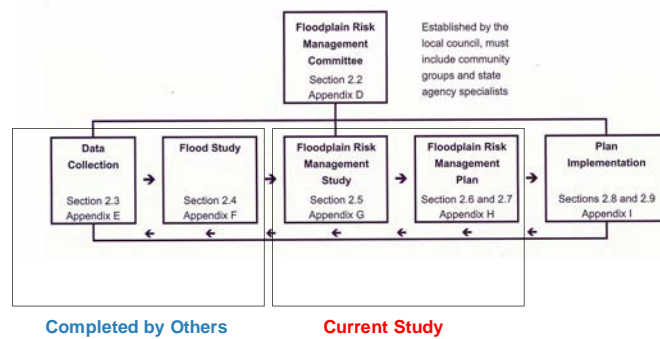 Floodplain Risk
Management
Committee
Section 2.2
Appendix D
Established by the
local council, must
include community
groups and state
agency specialists
Data
Collection
Section 2.3
Appendix E
Flood Study
Section 2.4
Appendix F
Floodplain Risk
Management
Study
Section 2.5
Appendix G
Floodplain Risk
Management
Plan
Section 2.6 and 2.7
Appendix H
Plan
Implementation
Sections 2.8 and 2.9
Appendix I
Completed by Others
Current Study